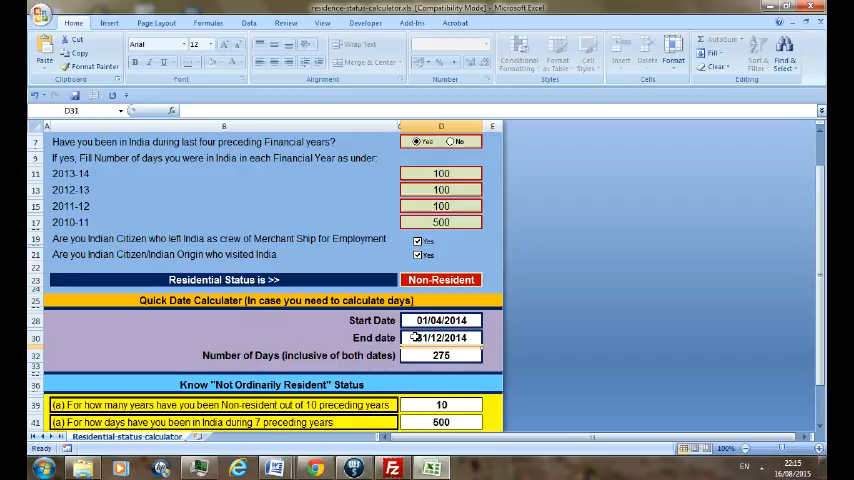 residence-status-calculator.xls [Compatibility Mode] - Microsoft Excel
Home Insert Page Layout Formulas Data Review View Developer Add-Ins Acrobat
Paste
Cut
Copy
Format Painter
Clipboard
Arial 12
Font
Wrap Text
Merge & Center
Alignment
Number
Conditional Formatting
Format as Table
Cell Styles
Styles
Insert Delete Format
Cells
AutoSum
Fill
Clear
Sort & Filter
Find & Select
Editing
D31
A B C D E
7 Have you been in India during last four preceding Financial years? Yes No
9 If yes, Fill Number of days you were in India in each Financial Year as under:
11 2013-14 100
13 2012-13 100
15 2011-12 100
17 2010-11 500
19 Are you Indian Citizen who left India as crew of Merchant Ship for Employment Yes
21 Are you Indian Citizen/Indian Origin who visited India Yes
22
23 Residential Status is >> Non-Resident
24
25 Quick Date Calculater (In case you need to calculate days)
28 Start Date 01/04/2014
30 End date 31/12/2014
32 Number of Days (inclusive of both dates) 275
33
36 Know "Not Ordinarily Resident" Status
39 (a) For how many years have you been Non-resident out of 10 preceding years 10
41 (a) For how days have you been in India during 7 preceding years 500
Residential-status-calculator
Ready
100%
EN
22:15
16/08/2015